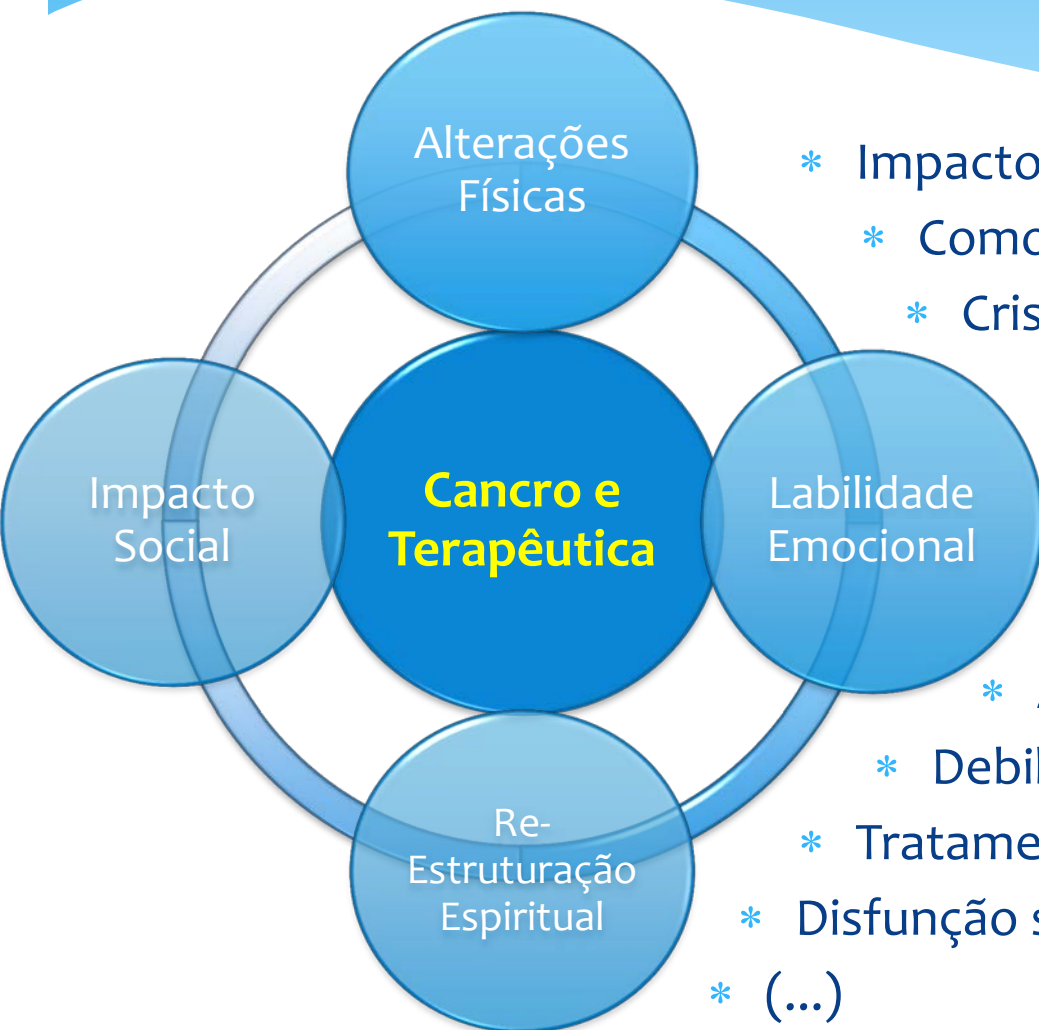 Alterações
Físicas
Impacto
Social
Cancro e
Terapêutica
Labilidade
Emocional
Re-
Estruturação
Espiritual
* Impacto
* Como
* Cris
* Debil
* Tratame
* Disfunção s
* (...)